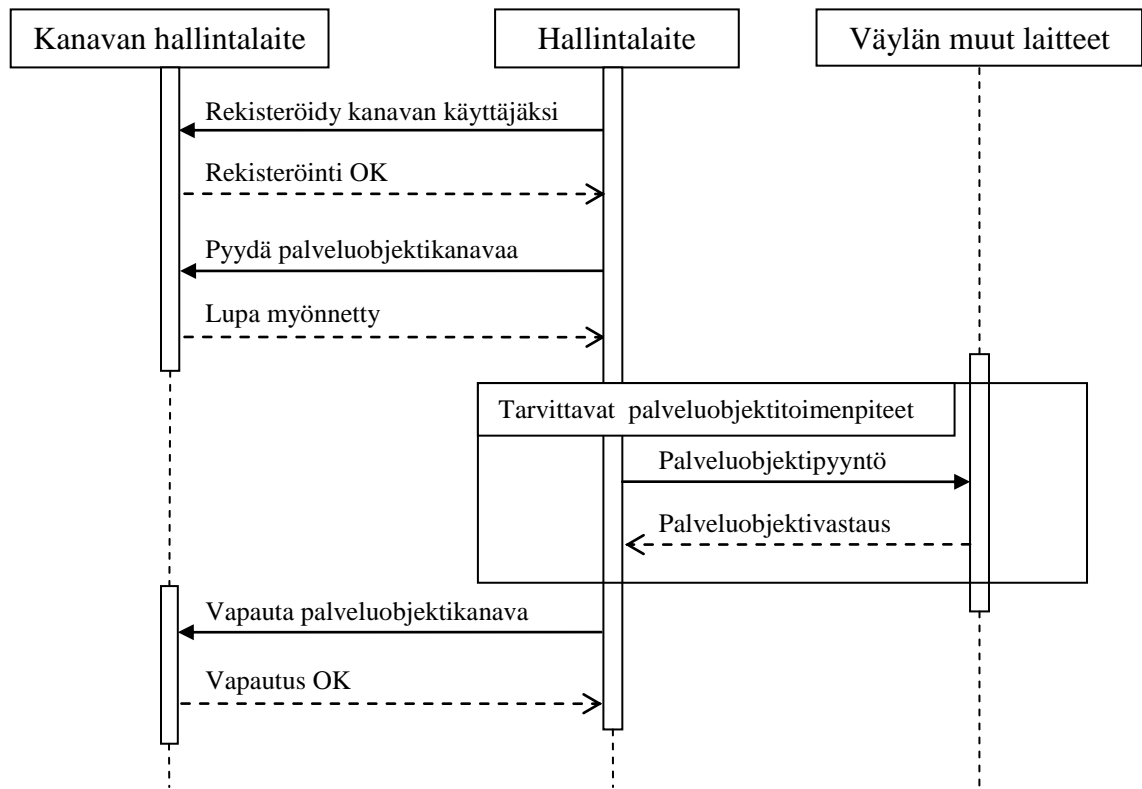 Kanavan hallintalaite
Hallintalaite
Väylän muut laitteet
Rekisteröidy kanavan käyttäjäksi
Rekisteröinti OK
Pyydä palveluobjektikanavaa
Lupa myönnetty
Tarvittavat palveluobjektitoimenpiteet
Palveluobjektipyyntö
Palveluobjektivastaus
Vapauta palveluobjektikanava
Vapautus OK